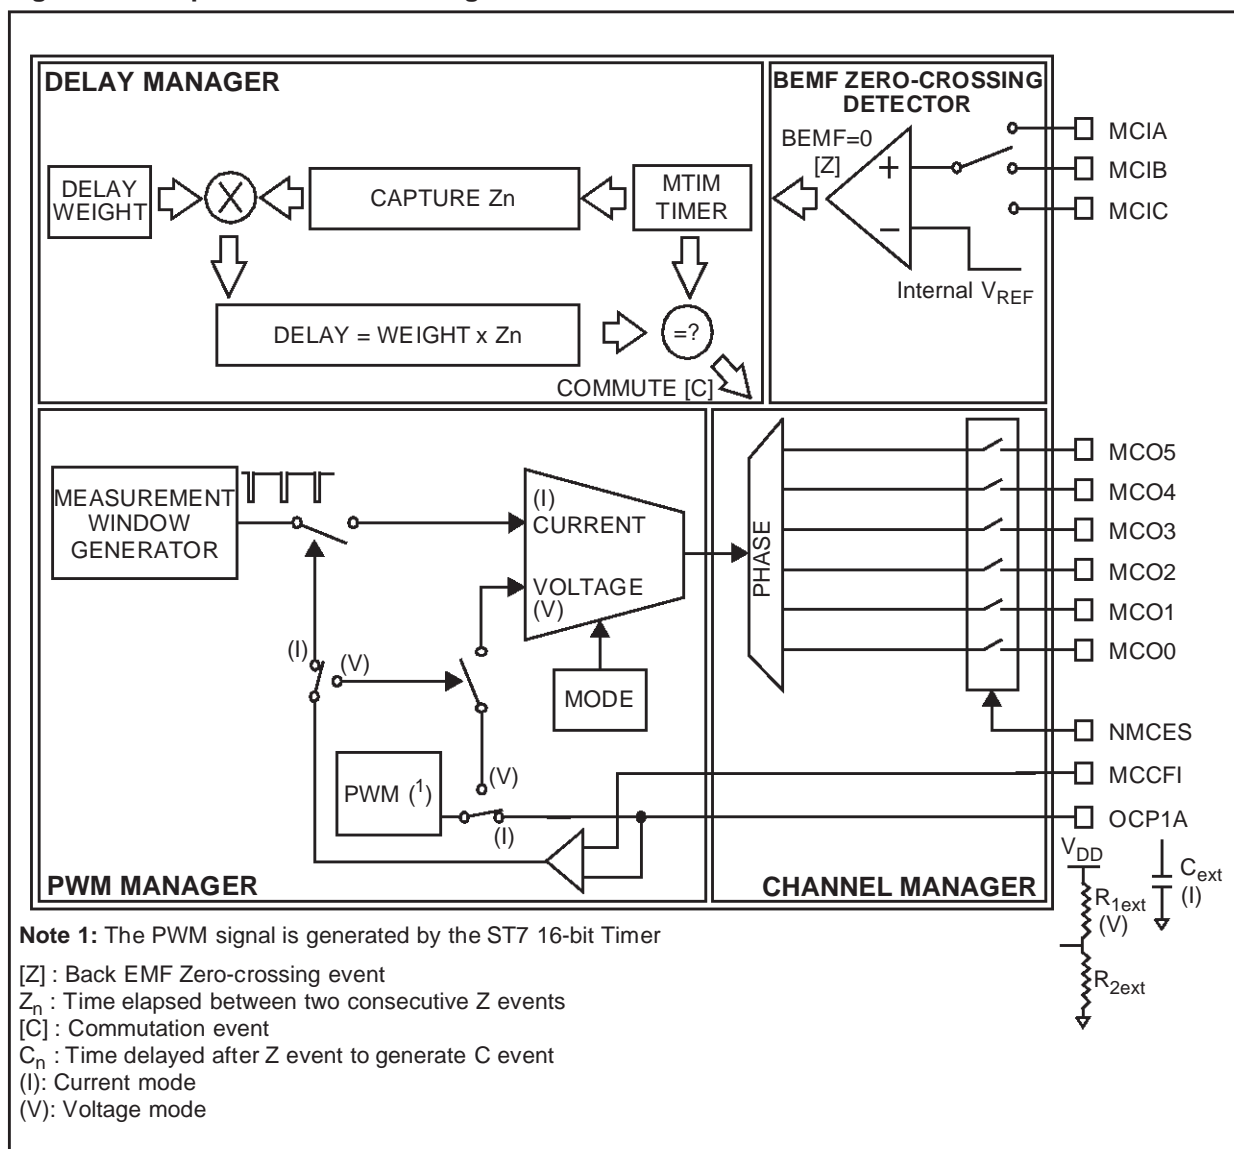 DELAY MANAGER
BEMF ZERO-CROSSING
DETECTOR
BEMF=0
[Z]
MCIA
MCIB
MCIC
+
−
Internal VREF
DELAY
WEIGHT
X
CAPTURE Zn
MTIM
TIMER
DELAY = WEIGHT x Zn
=?
COMMUTE [C]
MEASUREMENT
WINDOW
GENERATOR
(I)
CURRENT
VOLTAGE
(V)
(I)
(V)
MODE
PWM (1)
(V)
(I)
PHASE
MCO5
MCO4
MCO3
MCO2
MCO1
MCO0
NMCES
MCCFI
OCP1A
PWM MANAGER
CHANNEL MANAGER
VDD
R1ext
(V)
R2ext
Cext
(I)
Note 1: The PWM signal is generated by the ST7 16-bit Timer
[Z] : Back EMF Zero-crossing event
Zn : Time elapsed between two consecutive Z events
[C] : Commutation event
Cn : Time delayed after Z event to generate C event
(I): Current mode
(V): Voltage mode